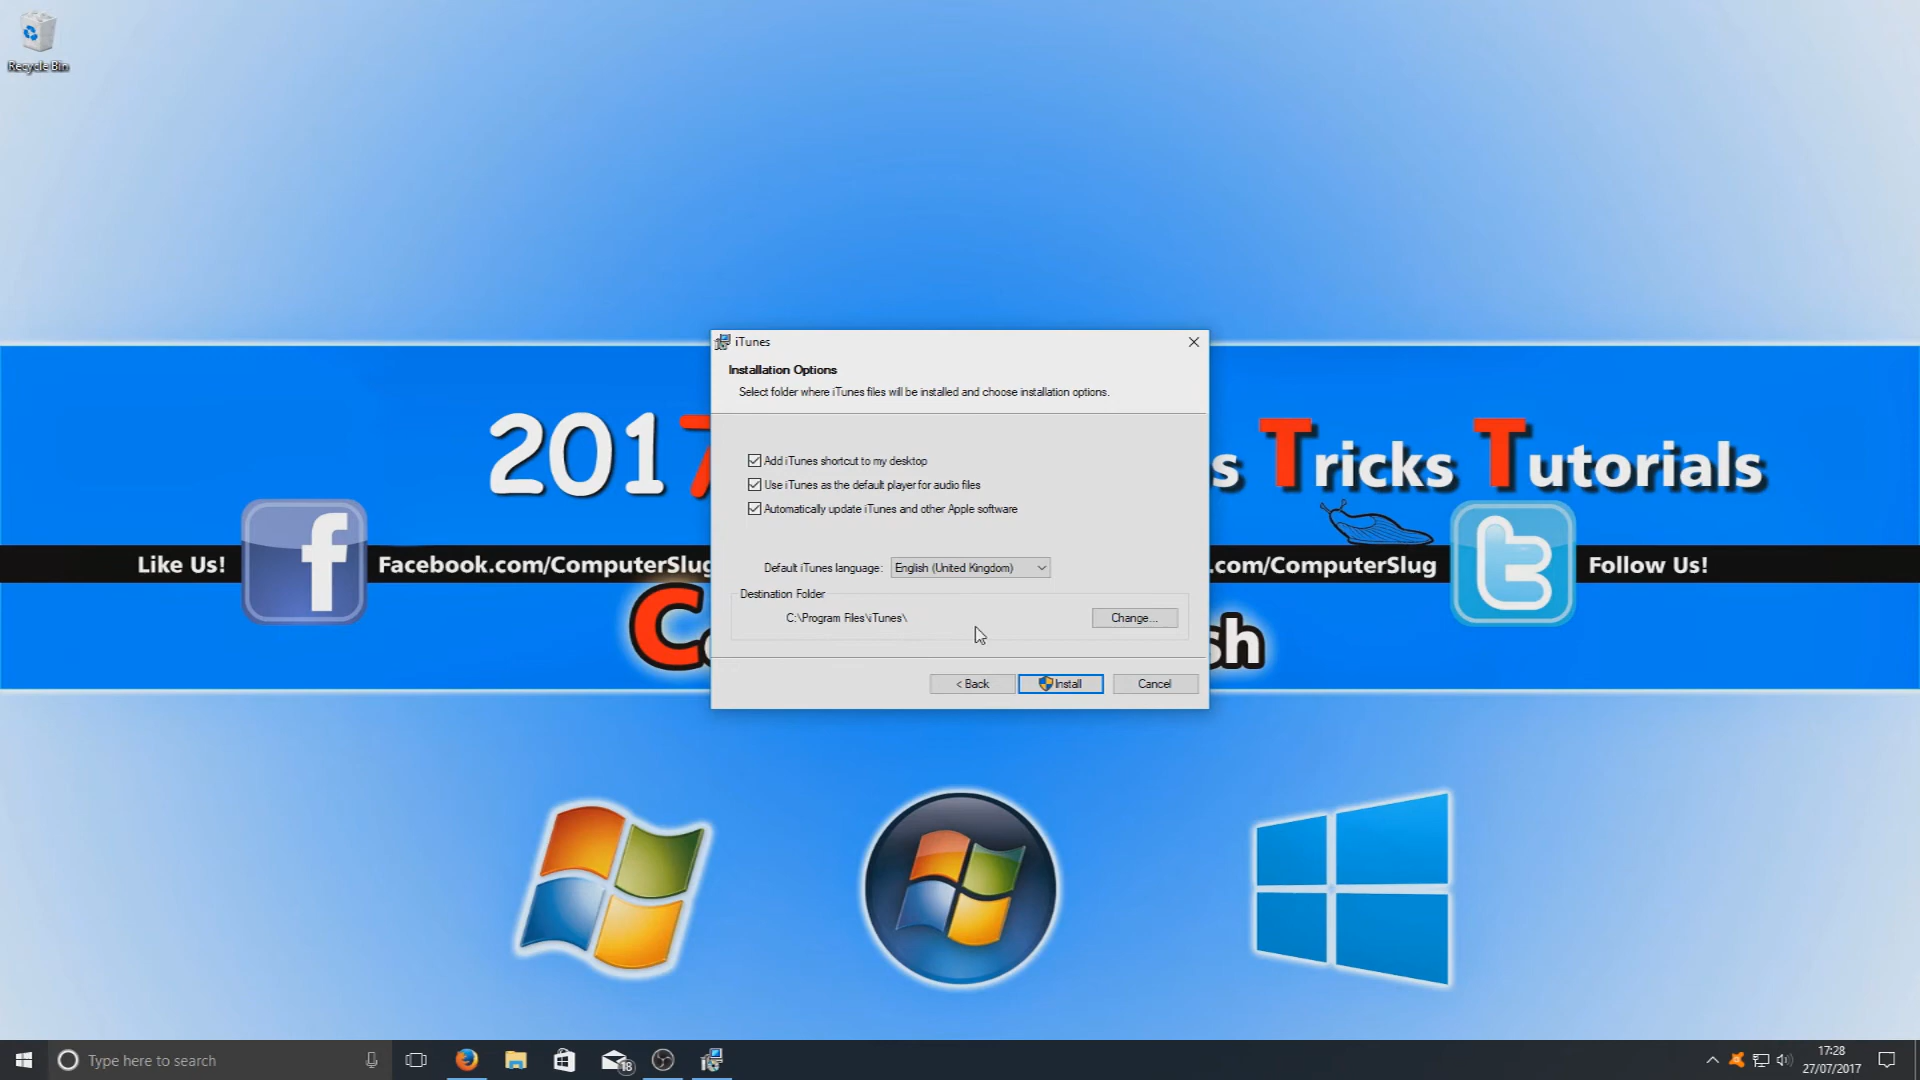 Recycle Bin
iTunes
Installation Options
Select folder where iTunes files will be installed and choose installation options.
2017
s Tricks Tutorials
Add iTunes shortcut to my desktop
Use iTunes as the default player for audio files
Automatically update iTunes and other Apple software
Like Us!
Facebook.com/ComputerSlug
.com/ComputerSlug
Follow Us!
Default iTunes language:
English (United Kingdom)
Destination Folder
C:\Program Files\iTunes\
Change...
C
sh
< Back
Install
Cancel
Type here to search
18
17:28
27/07/2017